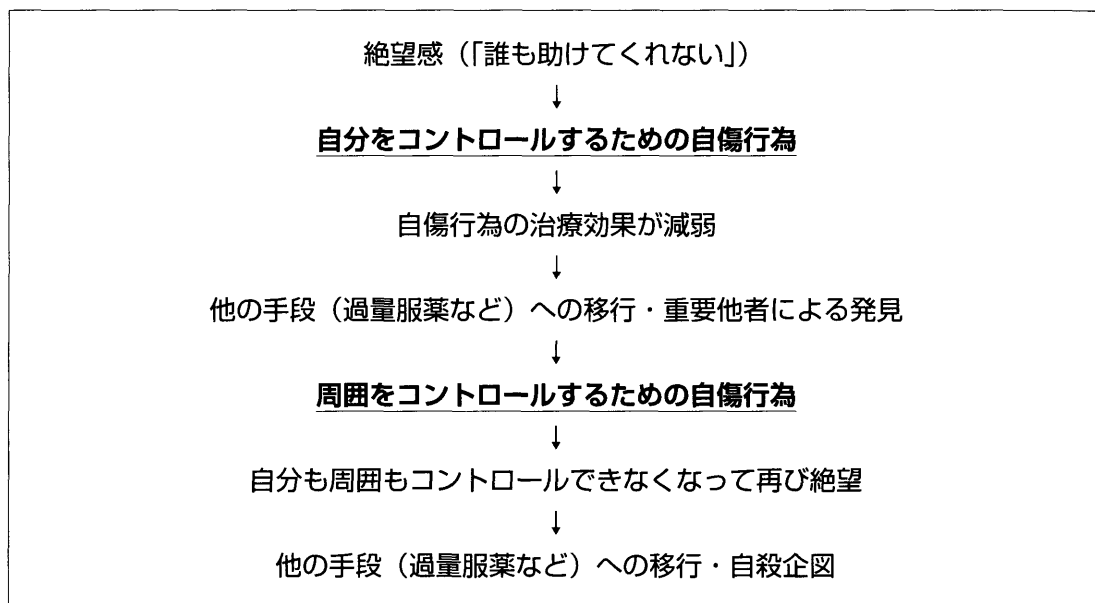 絶望感(「誰も助けてくれない」)
↓
自分をコントロールするための自傷行為
↓
自傷行為の治療効果が減弱
↓
他の手段(過量服薬など)への移行・重要他者による発見
↓
周囲をコントロールするための自傷行為
↓
自分も周囲もコントロールできなくなって再び絶望
↓
他の手段(過量服薬など)への移行・自殺企図